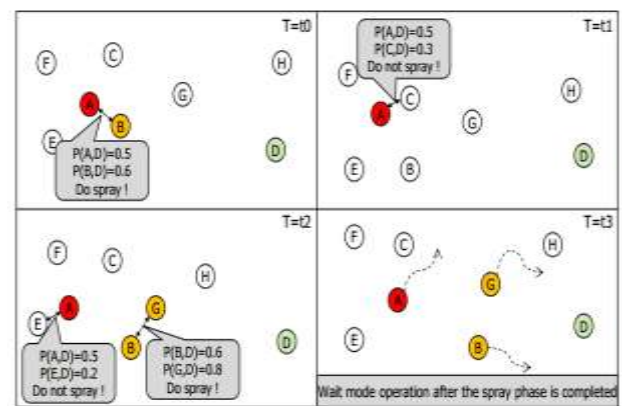 T=t0
C
F
H
G
A
B
E
D
P(A,D)=0.5
P(B,D)=0.6
Do spray !
T=t1
P(A,D)=0.5
P(C,D)=0.3
Do not spray !
F
C
H
A
G
D
E
B
T=t2
F
C
H
A
G
E
B
D
P(A,D)=0.5
P(E,D)=0.2
Do not spray !
P(B,D)=0.6
P(G,D)=0.8
Do spray !
T=t3
F
C
H
G
A
D
E
B
Wait mode operation after the spray phase is completed